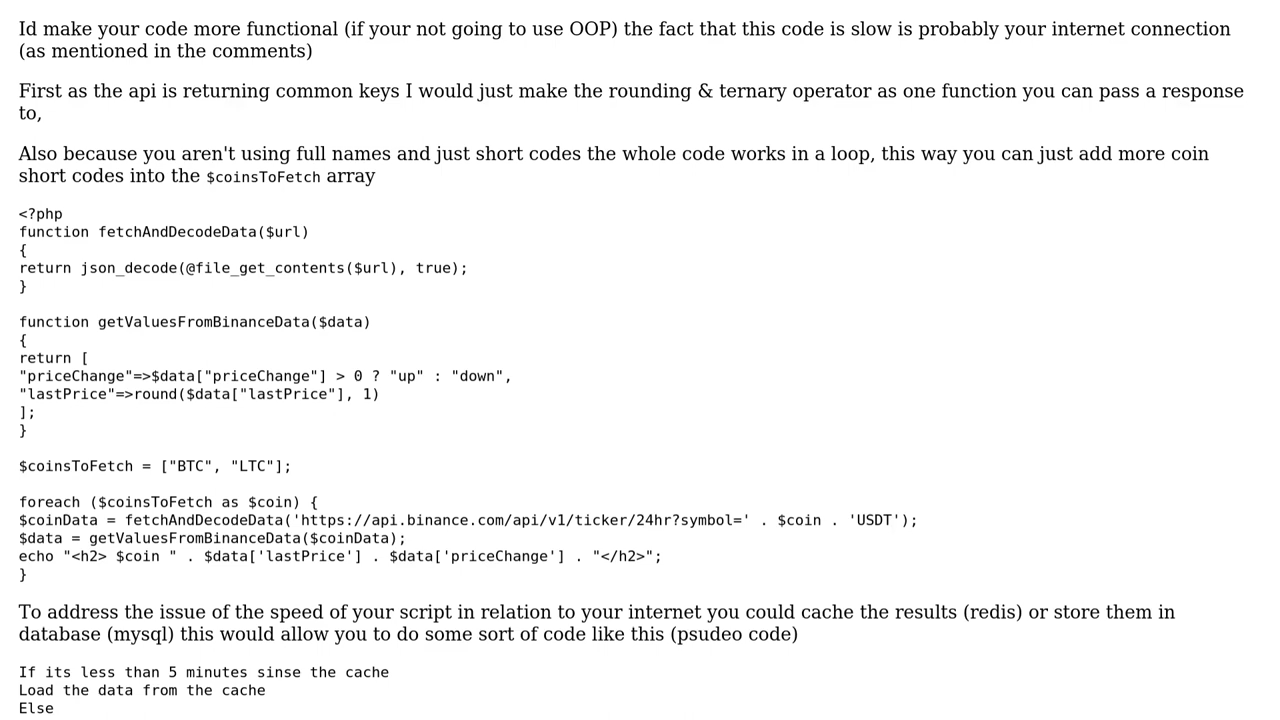 Id make your code more functional (if your not going to use OOP) the fact that this code is slow is probably your internet connection
(as mentioned in the comments)
First as the api is returning common keys I would just make the rounding & ternary operator as one function you can pass a response
to,
Also because you aren't using full names and just short codes the whole code works in a loop, this way you can just add more coin
short codes into the $coinsToFetch array
<?php
function fetchAndDecodeData($url)
{
return json_decode(@file_get_contents($url), true);
}
function getValuesFromBinanceData($data)
{
return [
"priceChange"=>$data["priceChange"] > 0 ? "up" : "down",
"lastPrice"=>round($data["lastPrice"], 1)
];
}
$coinsToFetch = ["BTC", "LTC"];
foreach ($coinsToFetch as $coin) {
$coinData = fetchAndDecodeData('https://api.binance.com/api/v1/ticker/24hr?symbol=' . $coin . 'USDT');
$data = getValuesFromBinanceData($coinData);
echo "<h2> $coin " . $data['lastPrice'] . $data['priceChange'] . "</h2>";
}
To address the issue of the speed of your script in relation to your internet you could cache the results (redis) or store them in
database (mysql) this would allow you to do some sort of code like this (psudeo code)
If its less than 5 minutes sinse the cache
Load the data from the cache
Else